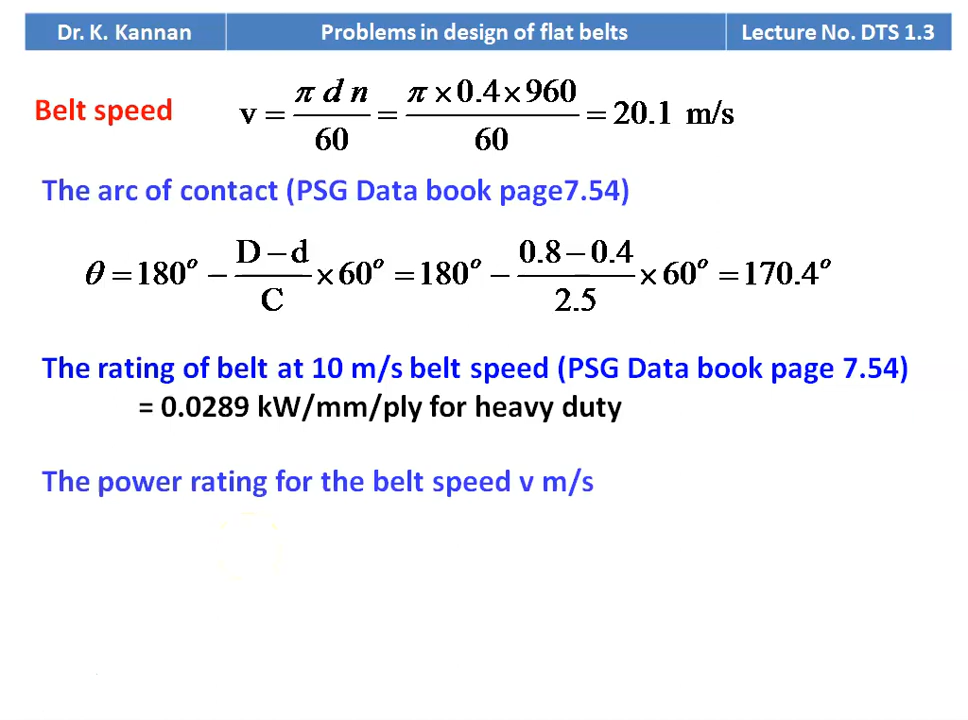 Dr. K. Kannan Problems in design of flat belts Lecture No. DTS 1.3
Belt speed v = π d n / 60 = π × 0.4 × 960 / 60 = 20.1 m/s
The arc of contact (PSG Data book page7.54)
θ = 180° − D − d / C × 60° = 180° − 0.8 − 0.4 / 2.5 × 60° = 170.4°
The rating of belt at 10 m/s belt speed (PSG Data book page 7.54)
= 0.0289 kW/mm/ply for heavy duty
The power rating for the belt speed v m/s